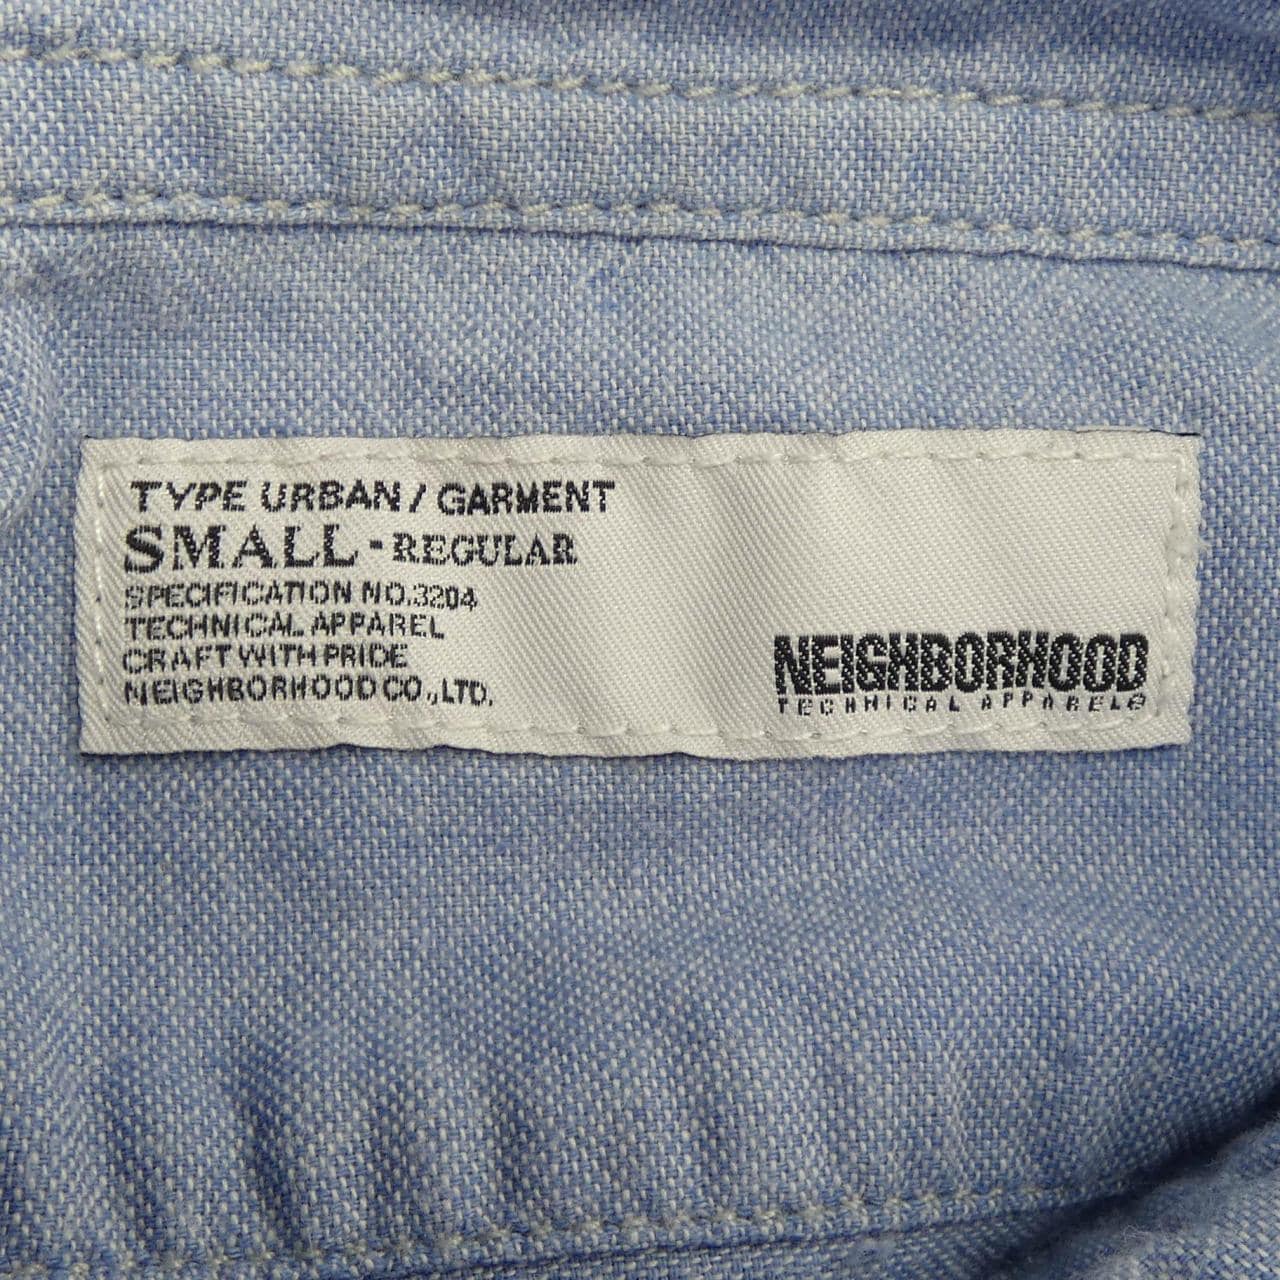 TYPE URBAN / GARMENT
SMALL - REGULAR
SPECIFICATION NO.3204
TECHNICAL APPAREL
CRAFT WITH PRIDE
NEIGHBORHOOD CO., LTD.
NEIGHBORHOOD
TECHNICAL APPAREL®